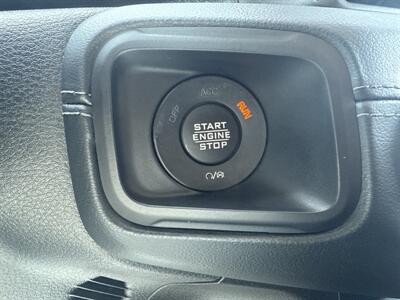 ACC
OFF
RUN
START
ENGINE
STOP